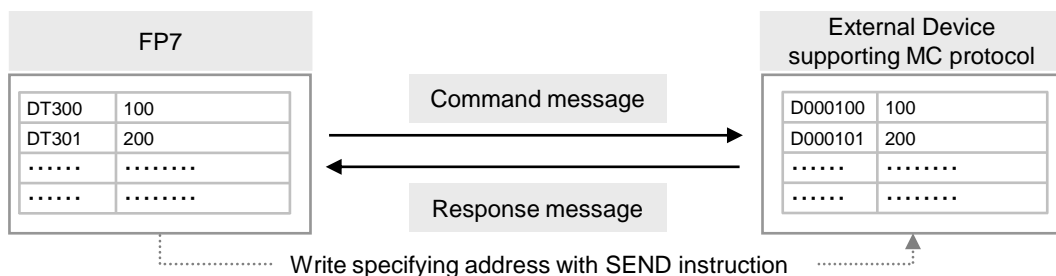 FP7
External Device
supporting MC protocol
Command message
DT300 100
DT301 200
...... ........
...... ........
D000100 100
D000101 200
...... ........
...... ........
Response message
Write specifying address with SEND instruction